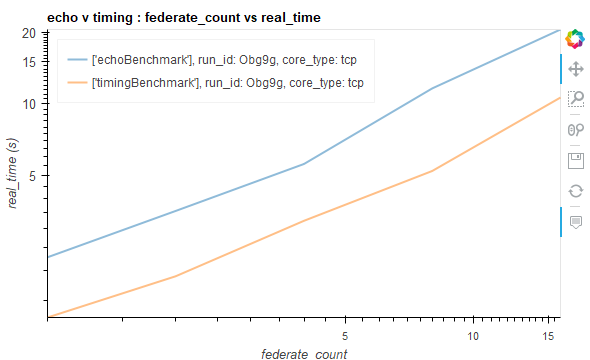 echo v timing : federate_count vs real_time
['echoBenchmark'], run_id: Obg9g, core_type: tcp
['timingBenchmark'], run_id: Obg9g, core_type: tcp
20
15
10
5
real_time (s)
5
10
15
federate_count